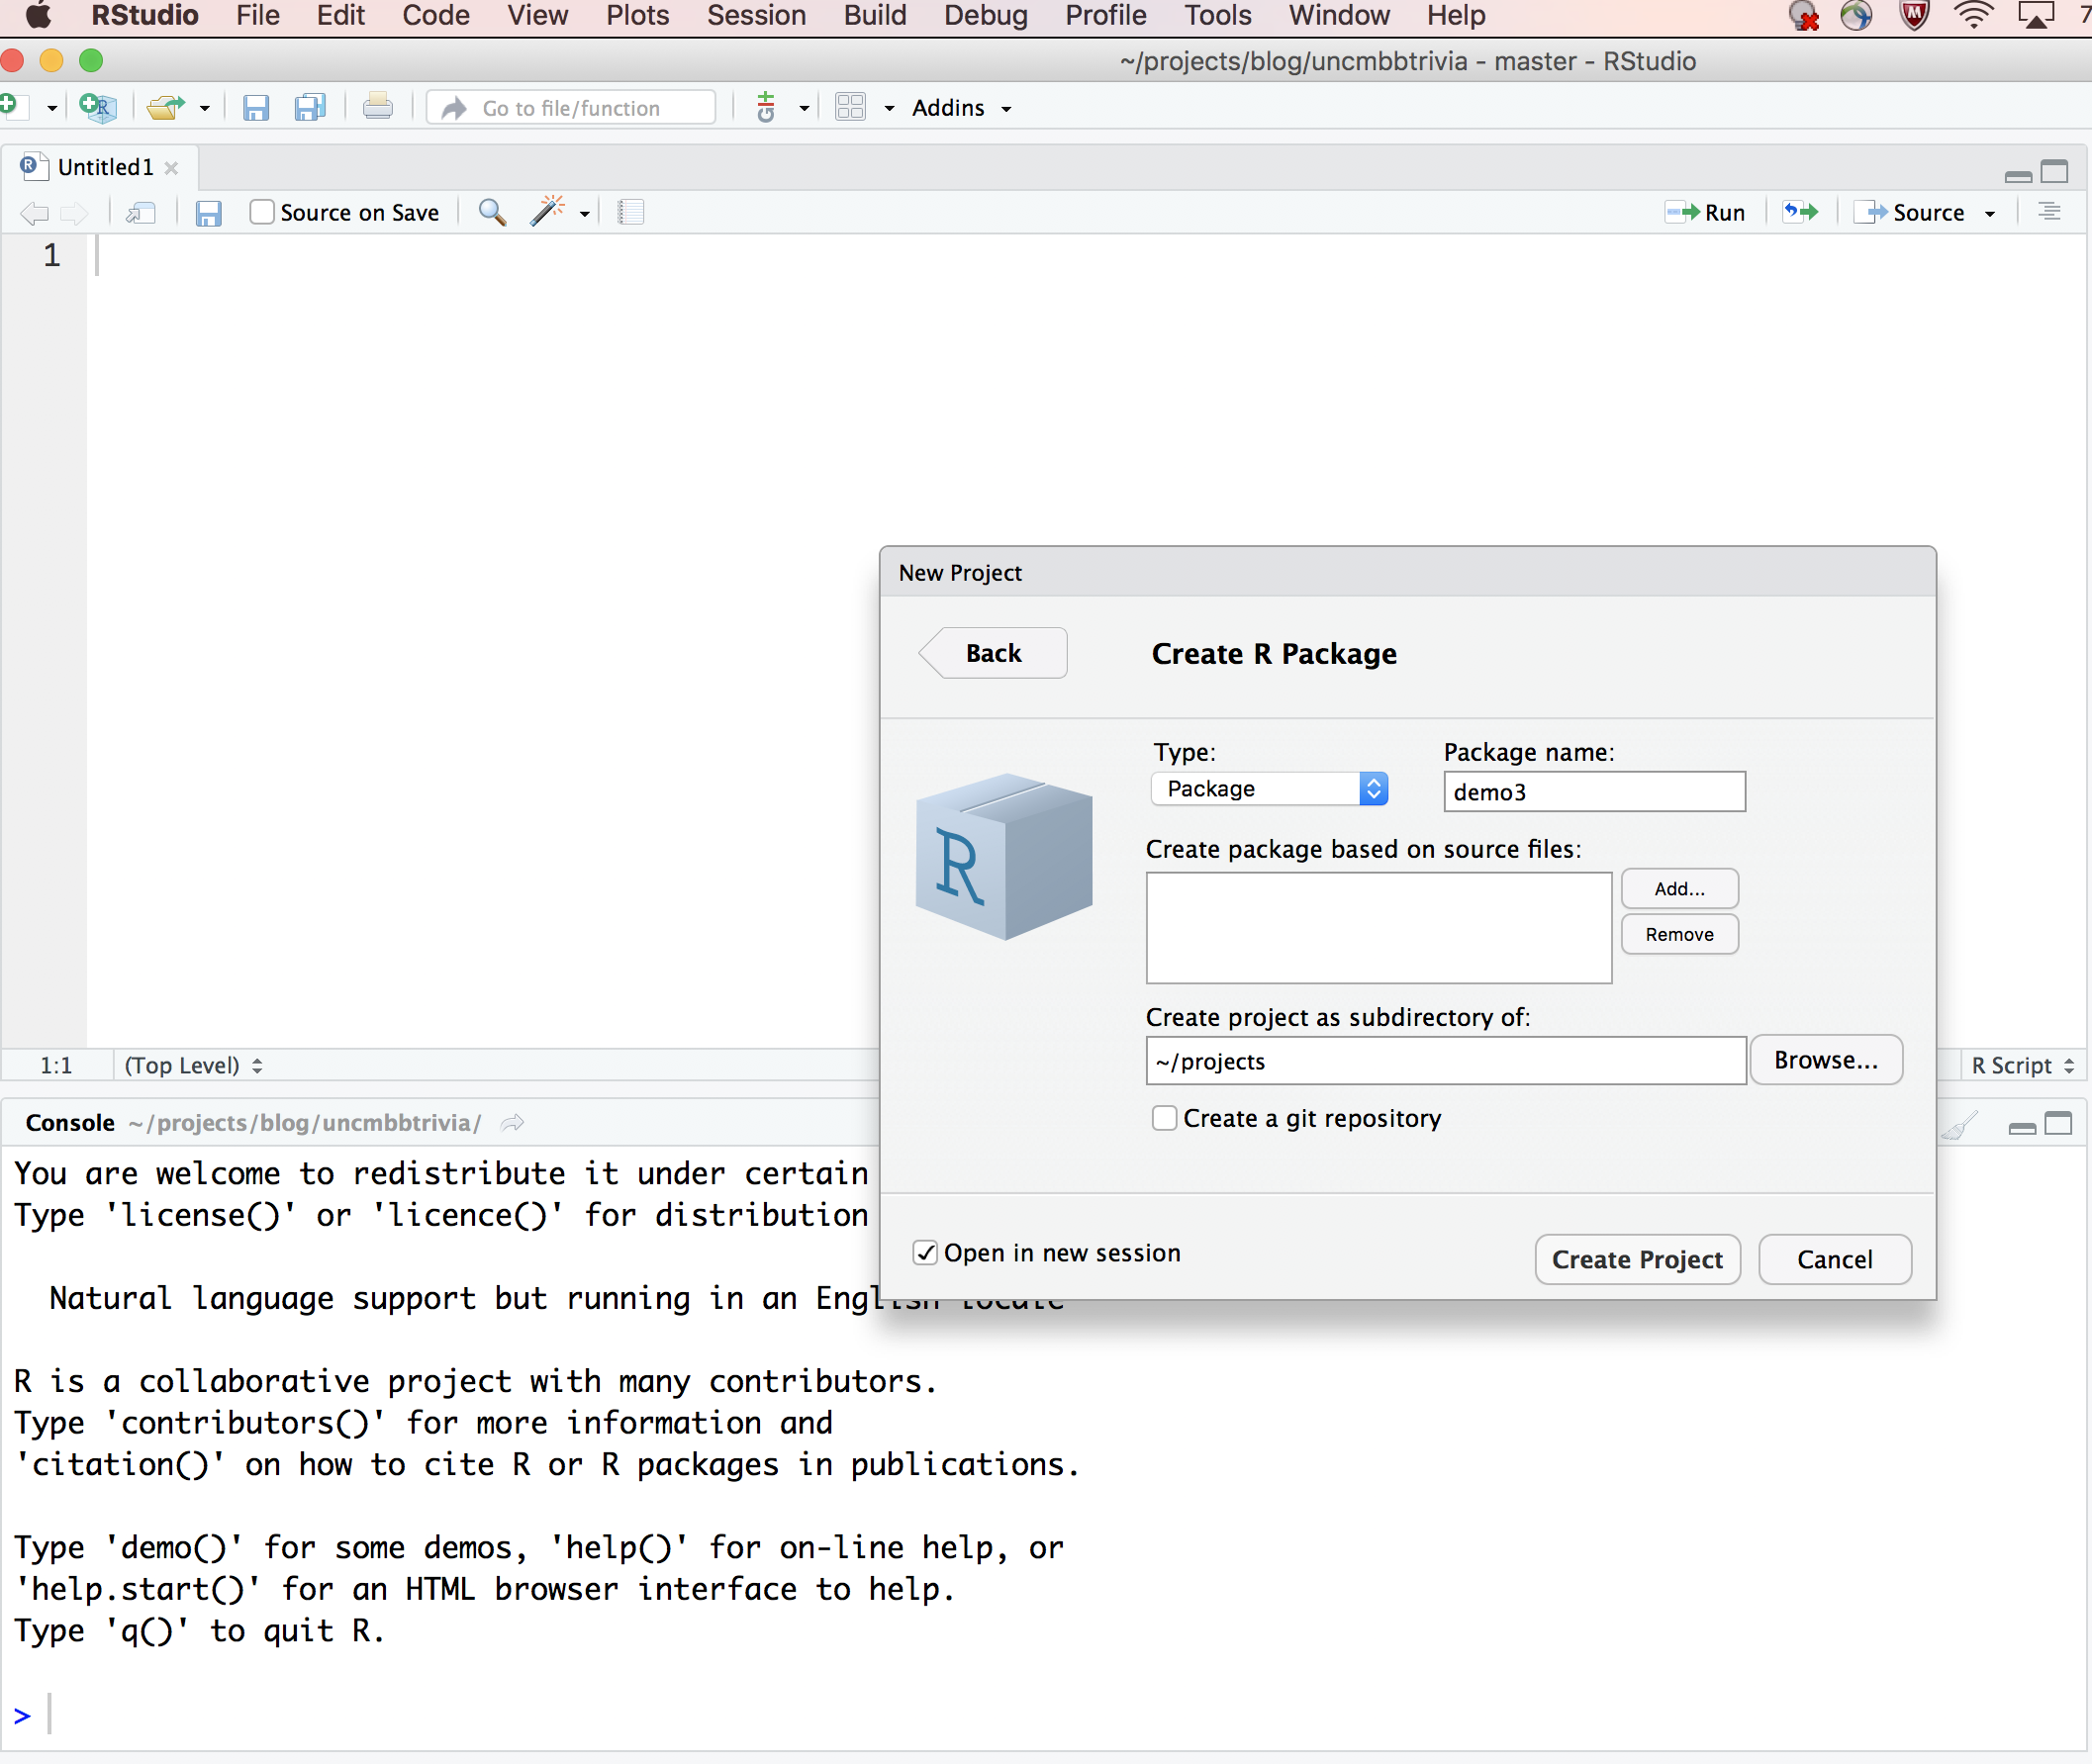 RStudio File Edit Code View Plots Session Build Debug Profile Tools Window Help 7
~/projects/blog/uncmbbtrivia - master - RStudio
Go to file/function Addins
Untitled1
Source on Save Run Source
1
New Project
Back Create R Package
Type: Package name:
Package demo3
Create package based on source files:
Add...
Remove
R
Create project as subdirectory of:
~/projects Browse...
Create a git repository
Open in new session Create Project Cancel
1:1 (Top Level) R Script
Console ~/projects/blog/uncmbbtrivia/
You are welcome to redistribute it under certain
Type 'license()' or 'licence()' for distribution
Natural language support but running in an English locale
R is a collaborative project with many contributors.
Type 'contributors()' for more information and
'citation()' on how to cite R or R packages in publications.
Type 'demo()' for some demos, 'help()' for on-line help, or
'help.start()' for an HTML browser interface to help.
Type 'q()' to quit R.
>